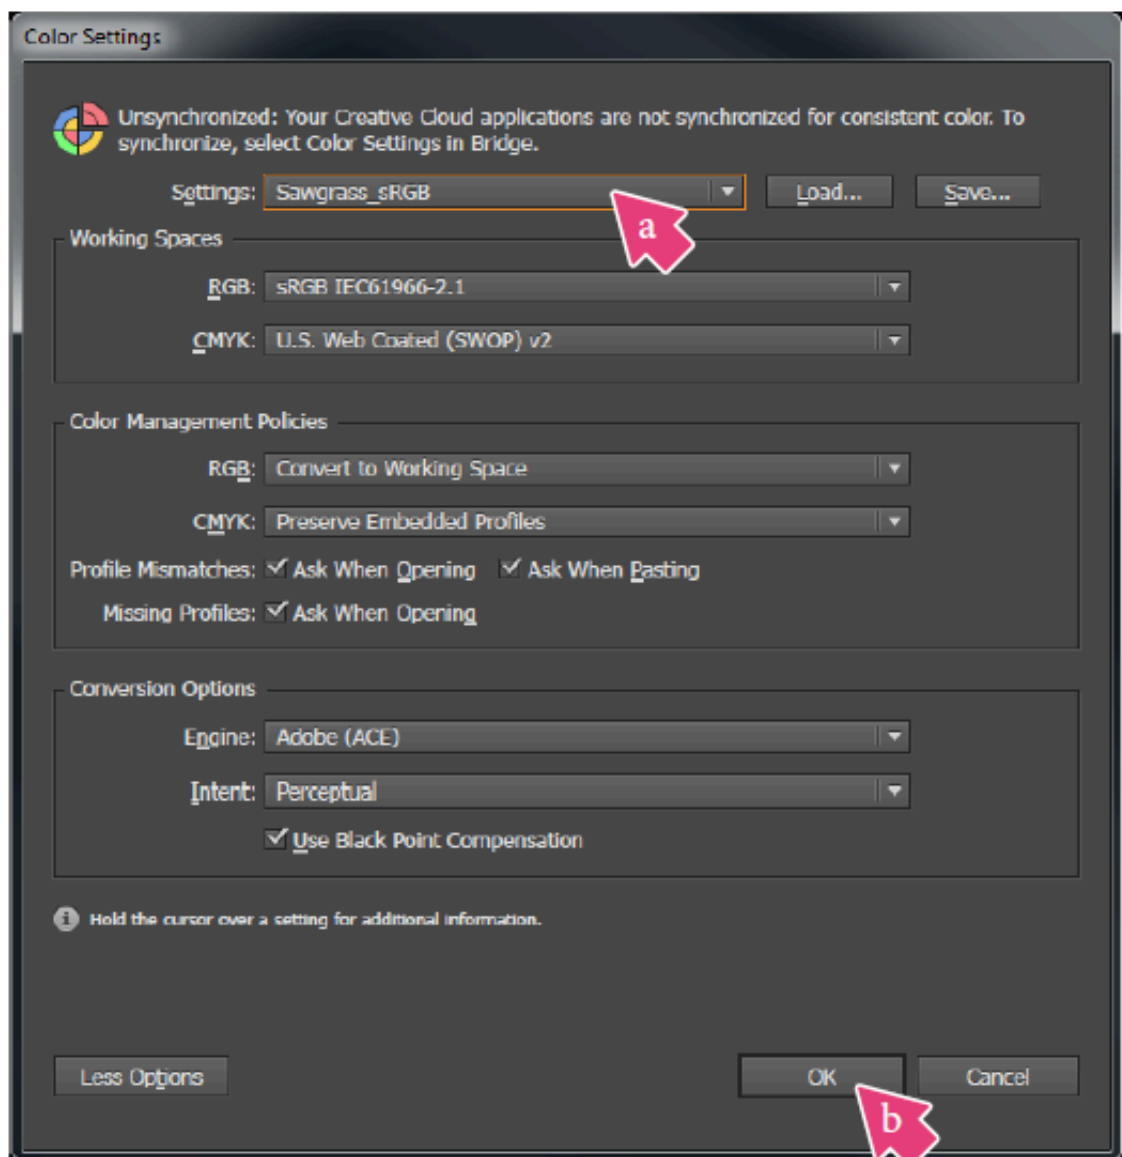 Color Settings
Unsynchronized: Your Creative Cloud applications are not synchronized for consistent color. To
synchronize, select Color Settings in Bridge.
Settings: Sawgrass_sRGB Load... Save...
a
Working Spaces
RGB: sRGB IEC61966-2.1
CMYK: U.S. Web Coated (SWOP) v2
Color Management Policies
RGB: Convert to Working Space
CMYK: Preserve Embedded Profiles
Profile Mismatches: Ask When Opening Ask When Pasting
Missing Profiles: Ask When Opening
Conversion Options
Engine: Adobe (ACE)
Intent: Perceptual
Use Black Point Compensation
Hold the cursor over a setting for additional information.
Less Options OK Cancel
b